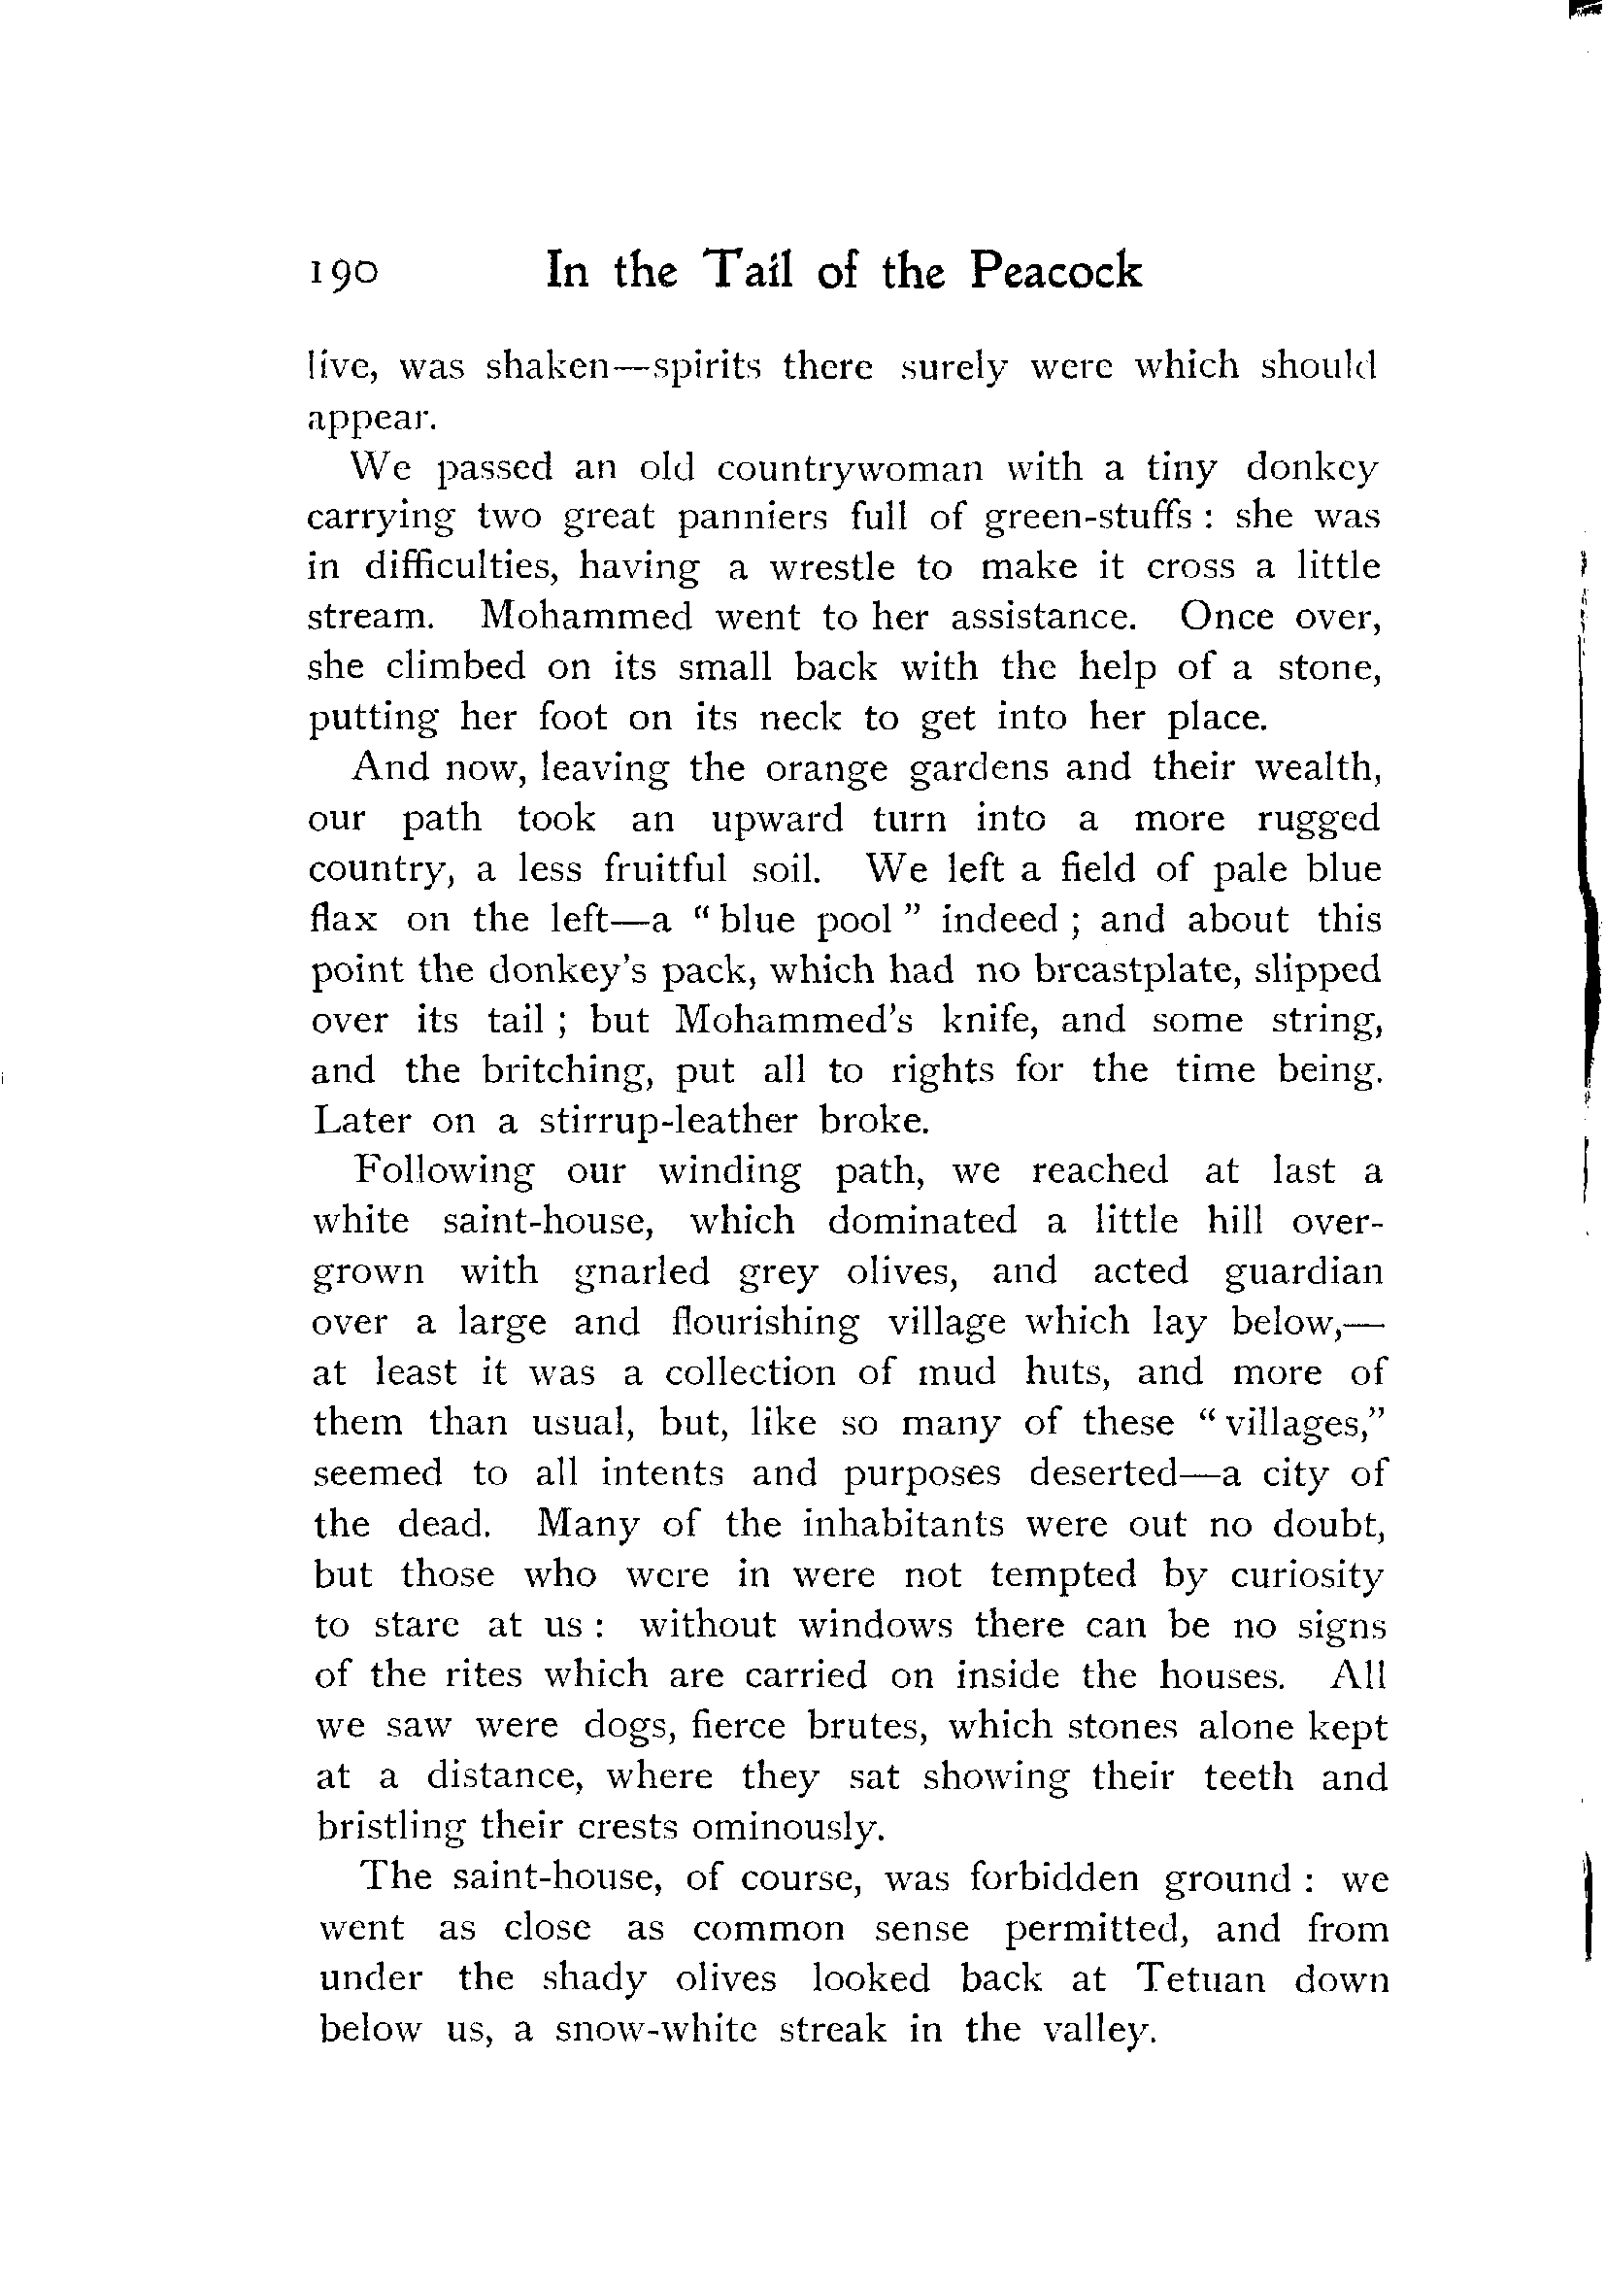 190 In the Tail of the Peacock
live, was shaken—spirits there surely were which should
appear.
We passed an old countrywoman with a tiny donkey
carrying two great panniers full of green-stuffs : she was
in difficulties, having a wrestle to make it cross a little
stream. Mohammed went to her assistance. Once over,
she climbed on its small back with the help of a stone,
putting her foot on its neck to get into her place.
And now, leaving the orange gardens and their wealth,
our path took an upward turn into a more rugged
country, a less fruitful soil. We left a field of pale blue
flax on the left—a “blue pool” indeed ; and about this
point the donkey's pack, which had no breastplate, slipped
over its tail ; but Mohammed's knife, and some string,
and the britching, put all to rights for the time being.
Later on a stirrup-leather broke.
Following our winding path, we reached at last a
white saint-house, which dominated a little hill over-
grown with gnarled grey olives, and acted guardian
over a large and flourishing village which lay below,—
at least it was a collection of mud huts, and more of
them than usual, but, like so many of these “villages,”
seemed to all intents and purposes deserted—a city of
the dead. Many of the inhabitants were out no doubt,
but those who were in were not tempted by curiosity
to stare at us : without windows there can be no signs
of the rites which are carried on inside the houses. All
we saw were dogs, fierce brutes, which stones alone kept
at a distance, where they sat showing their teeth and
bristling their crests ominously.
The saint-house, of course, was forbidden ground : we
went as close as common sense permitted, and from
under the shady olives looked back at Tetuan down
below us, a snow-white streak in the valley.